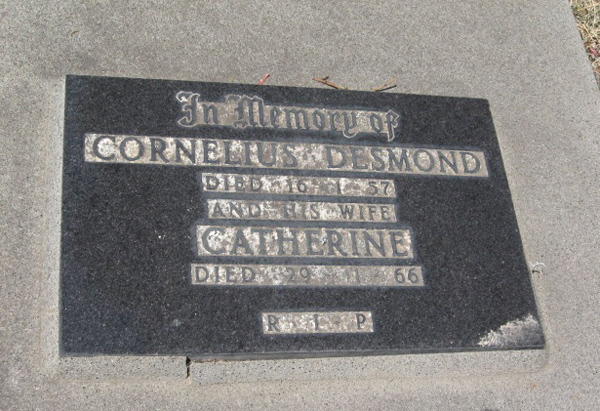 In Memory of
CORNELIUS DESMOND
DIED 16 - 1 - 57
AND HIS WIFE
CATHERINE
DIED 29 - 1 - 66
R I P